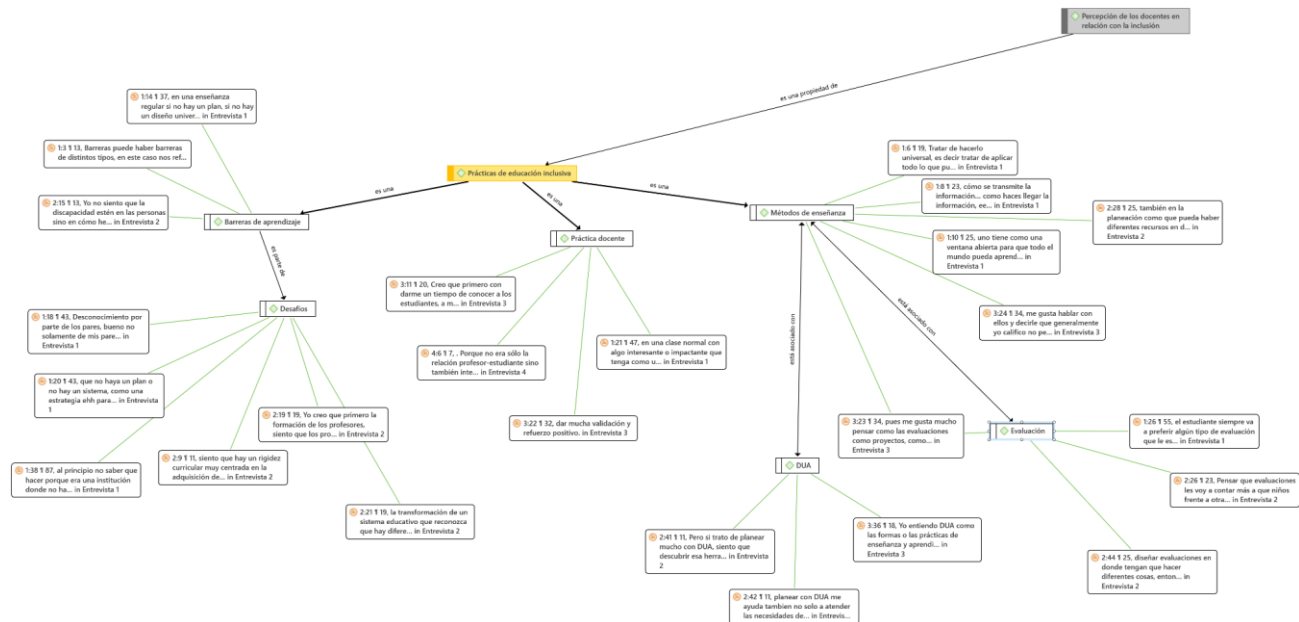 Percepción de los docentes en
relación con la inclusión
es una propiedad de
1:14 ¶ 37, en una enseñanza
regular si no hay un plan, si no hay
un diseño univer... in Entrevista 1
1:3 ¶ 13, Barreras puede haber barreras
de distintos tipos, en este caso nos ref...
2:15 ¶ 13, Yo no siento que la
discapacidad estén en las personas
sino en cómo he... in Entrevista 2
Prácticas de educación inclusiva
es una
es una
es una
Barreras de aprendizaje
Práctica docente
Métodos de enseñanza
1:6 ¶ 19, Tratar de hacerlo
universal, es decir tratar de aplicar
todo lo que pu... in Entrevista 1
1:8 ¶ 23, cómo se transmite la
información... como haces llegar la
información, ee... in Entrevista 1
2:28 ¶ 25, también en la
planeación como que pueda haber
diferentes recursos en d... in
Entrevista 2
1:10 ¶ 25, uno tiene como una
ventana abierta para que todo el
mundo pueda aprend... in
Entrevista 1
3:24 ¶ 34, me gusta hablar con
ellos y decirle que generalmente
yo califico no pe... in Entrevista 3
es parte de
Desafíos
1:18 ¶ 43, Desconocimiento por
parte de los pares, bueno no
solamente de mis pare... in
Entrevista 1
1:20 ¶ 43, que no haya un plan o
no hay un sistema, como una
estrategia ehh para... in Entrevista
1
1:38 ¶ 87, al principio no saber que
hacer porque era una institución
donde no ha... in Entrevista 1
2:19 ¶ 19, Yo creo que primero la
formación de los profesores,
siento que los pro... in Entrevista 2
2:9 ¶ 11, siento que hay un rigidez
curricular muy centrada en la
adquisición de... in Entrevista 2
2:21 ¶ 19, la transformación de un
sistema educativo que reconozca
que hay difere... in Entrevista 2
3:11 ¶ 20, Creo que primero con
darme un tiempo de conocer a los
estudiantes, a m... in Entrevista 3
4:6 ¶ 7, . Porque no era sólo la
relación profesor-estudiante sino
también inte... in Entrevista 4
1:21 ¶ 47, en una clase normal con
algo interesante o impactante que
tenga como u... in Entrevista 1
3:22 ¶ 32, dar mucha validación y
refuerzo positivo. in Entrevista 3
está asociado con
está asociado con
3:23 ¶ 34, pues me gusta mucho
pensar como las evaluaciones
como proyectos, como... in
Entrevista 3
Evaluación
1:26 ¶ 55, el estudiante siempre va
a preferir algún tipo de evaluación
que le es... in Entrevista 1
2:26 ¶ 23, Pensar que evaluaciones
les voy a contar más a que niños
frente a otra... in Entrevista 2
2:44 ¶ 25, diseñar evaluaciones en
donde tengan que hacer
diferentes cosas, enton... in
Entrevista 2
DUA
2:41 ¶ 11, Pero si trato de planear
mucho con DUA, siento que
descubrir esa herra... in Entrevista
2
3:36 ¶ 18, Yo entiendo DUA como
las formas o las prácticas de
enseñanza y aprendi... in
Entrevista 3
2:42 ¶ 11, planear con DUA me
ayuda tambien no solo a atender
las necesidades de... in Entrevis...